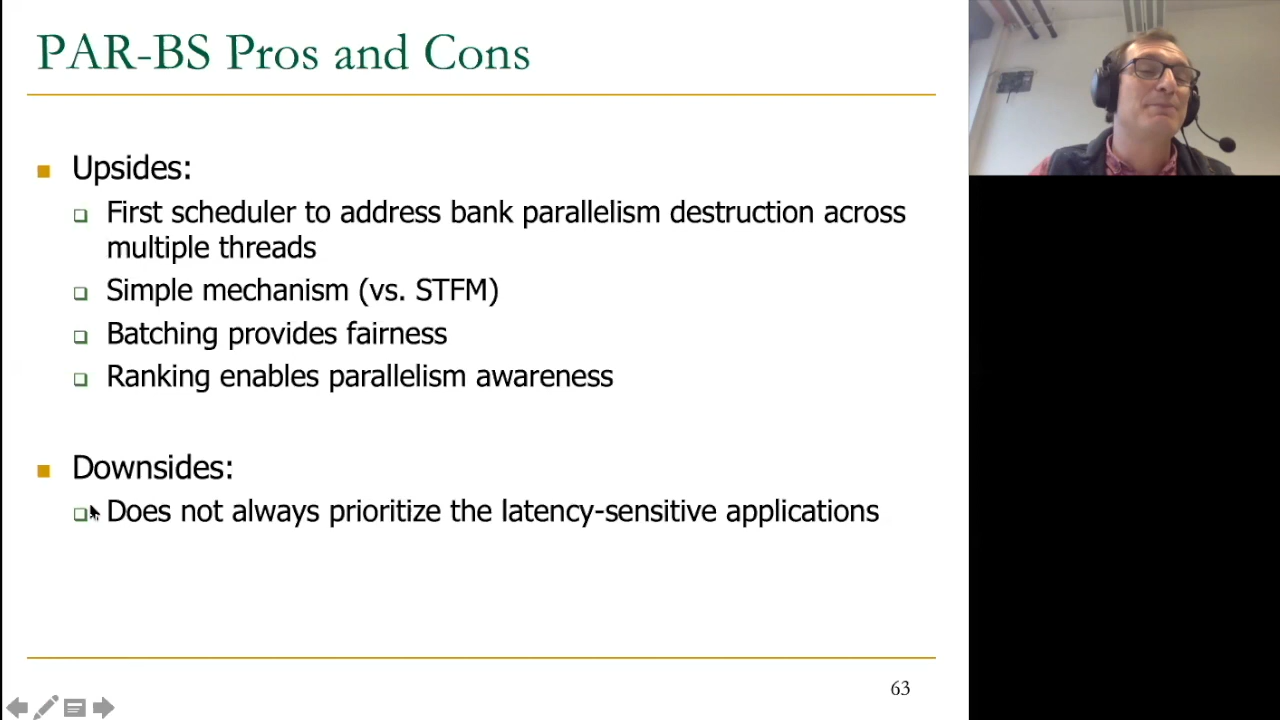 PAR-BS Pros and Cons
Upsides:
First scheduler to address bank parallelism destruction across
multiple threads
Simple mechanism (vs. STFM)
Batching provides fairness
Ranking enables parallelism awareness
Downsides:
Does not always prioritize the latency-sensitive applications
63